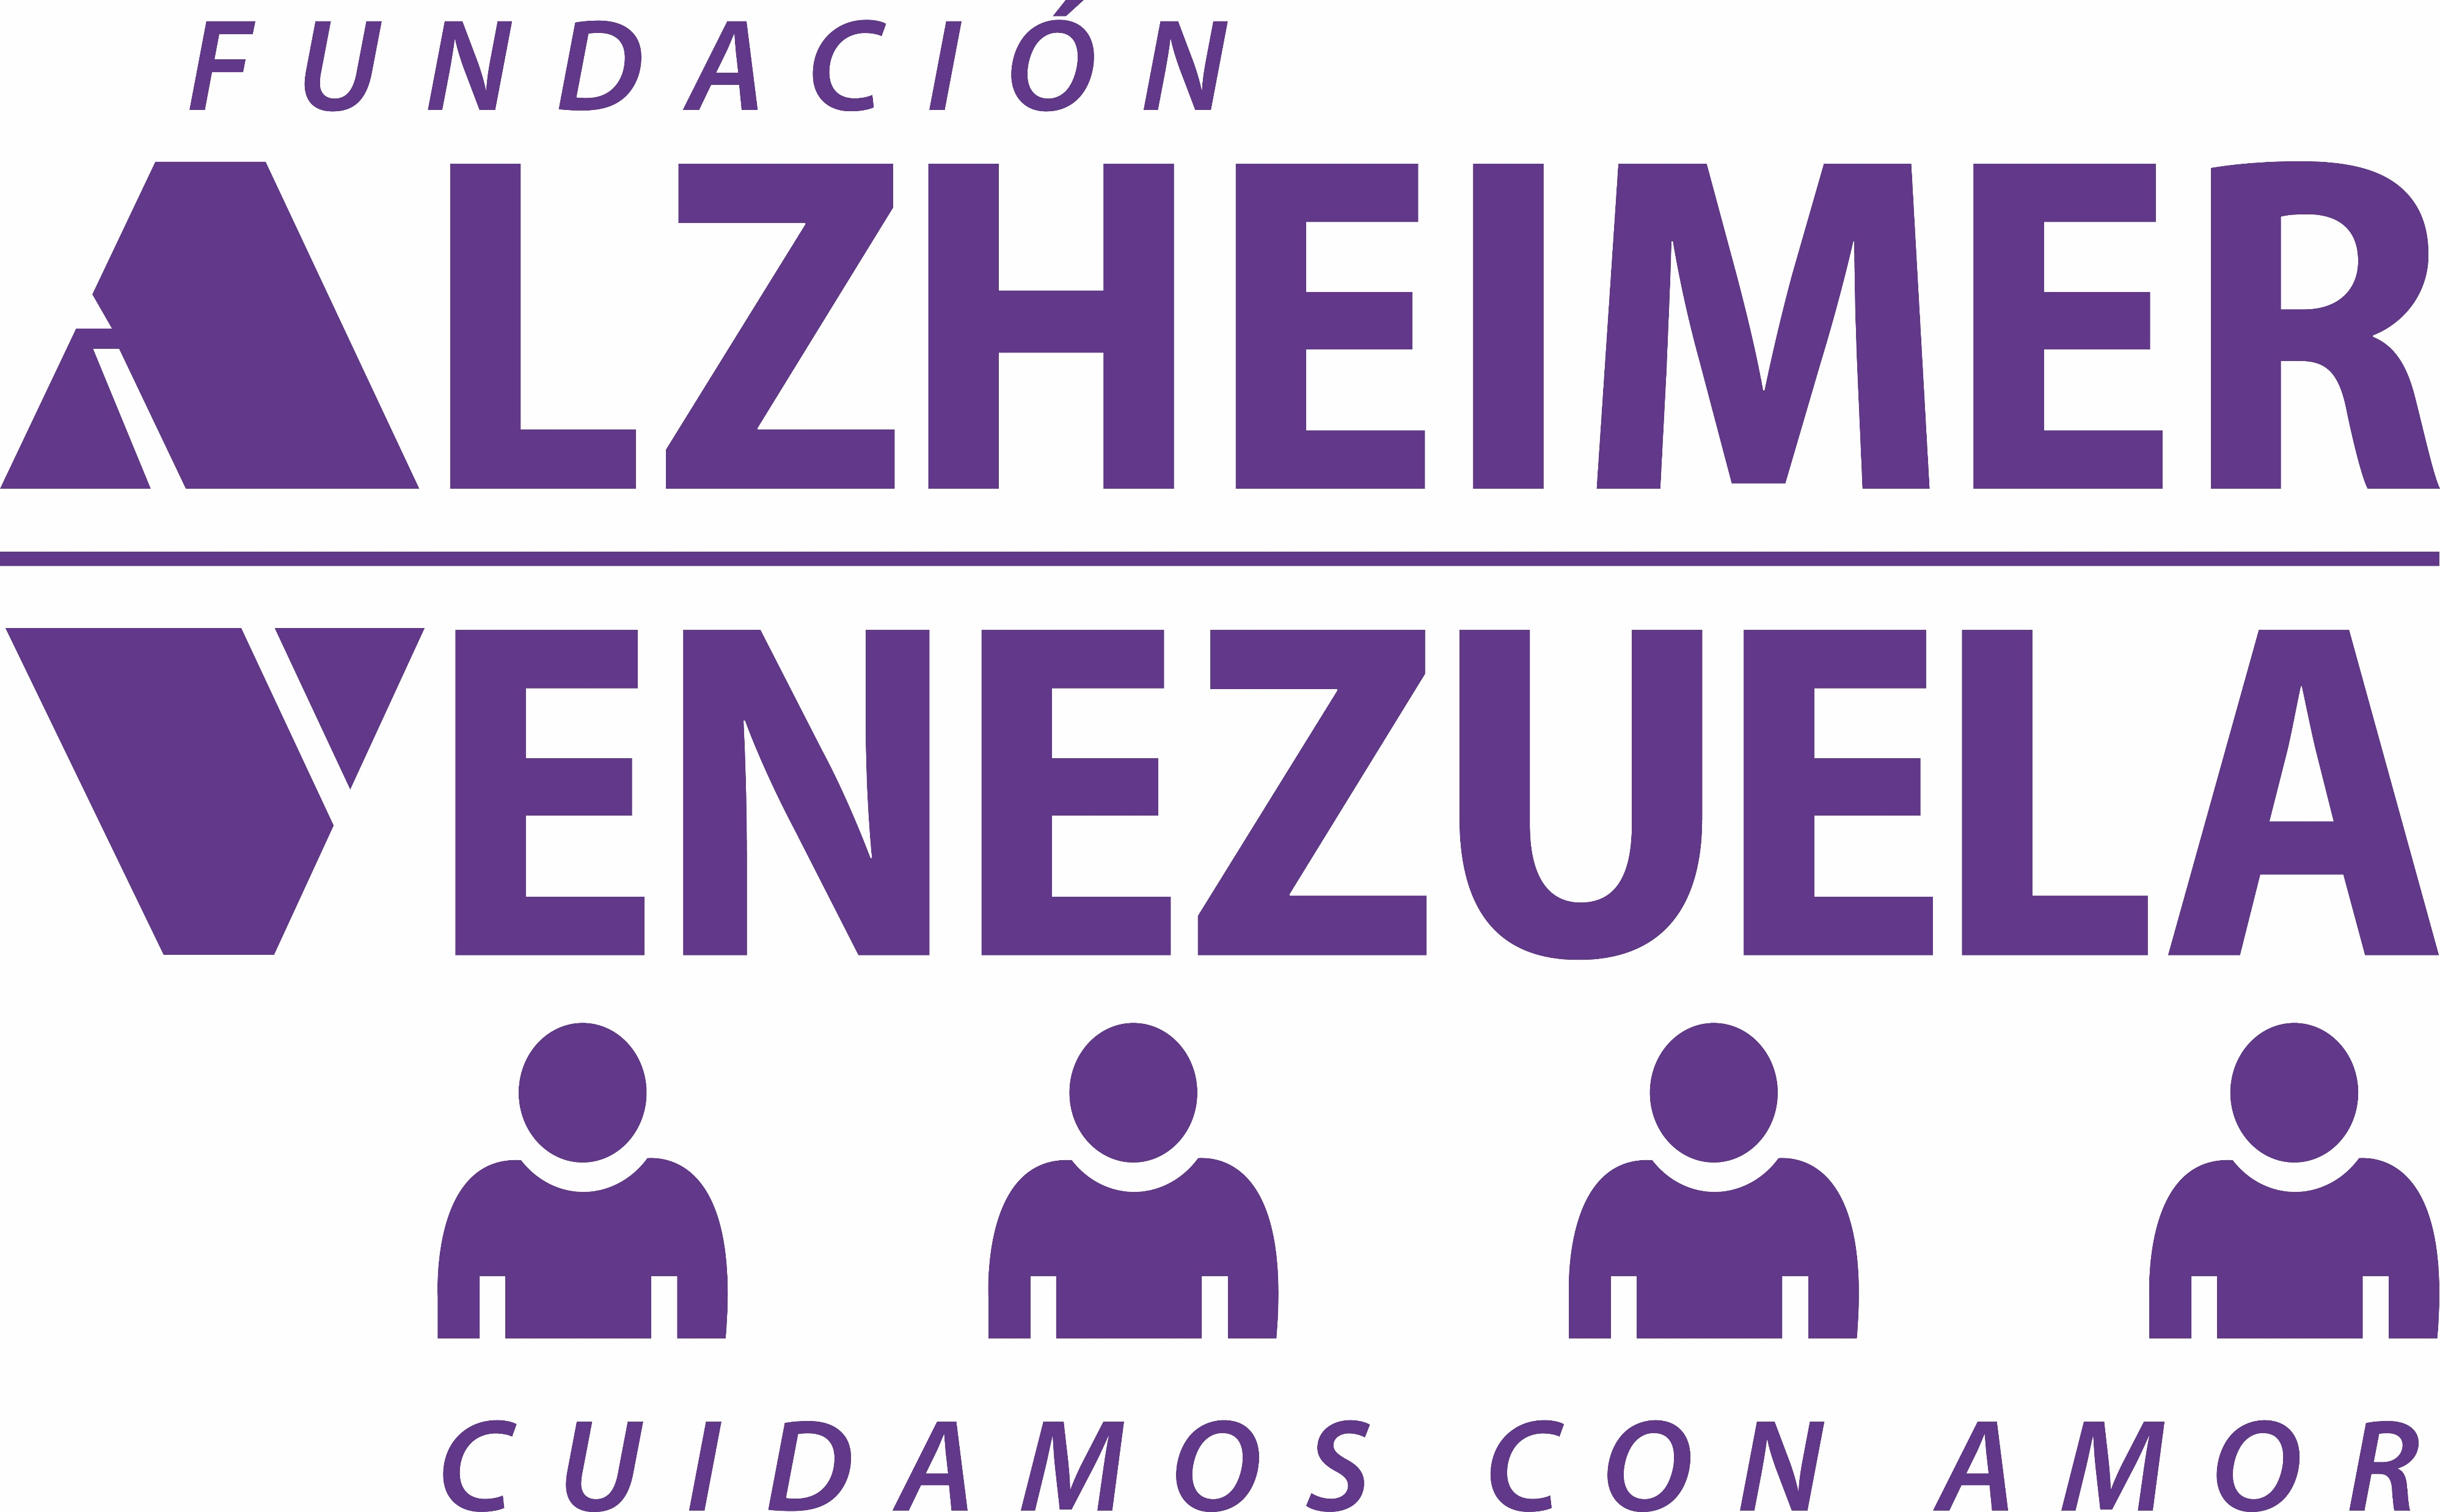 FUNDACIÓN
ALZHEIMER
VENEZUELA
CUIDAMOS CON AMOR